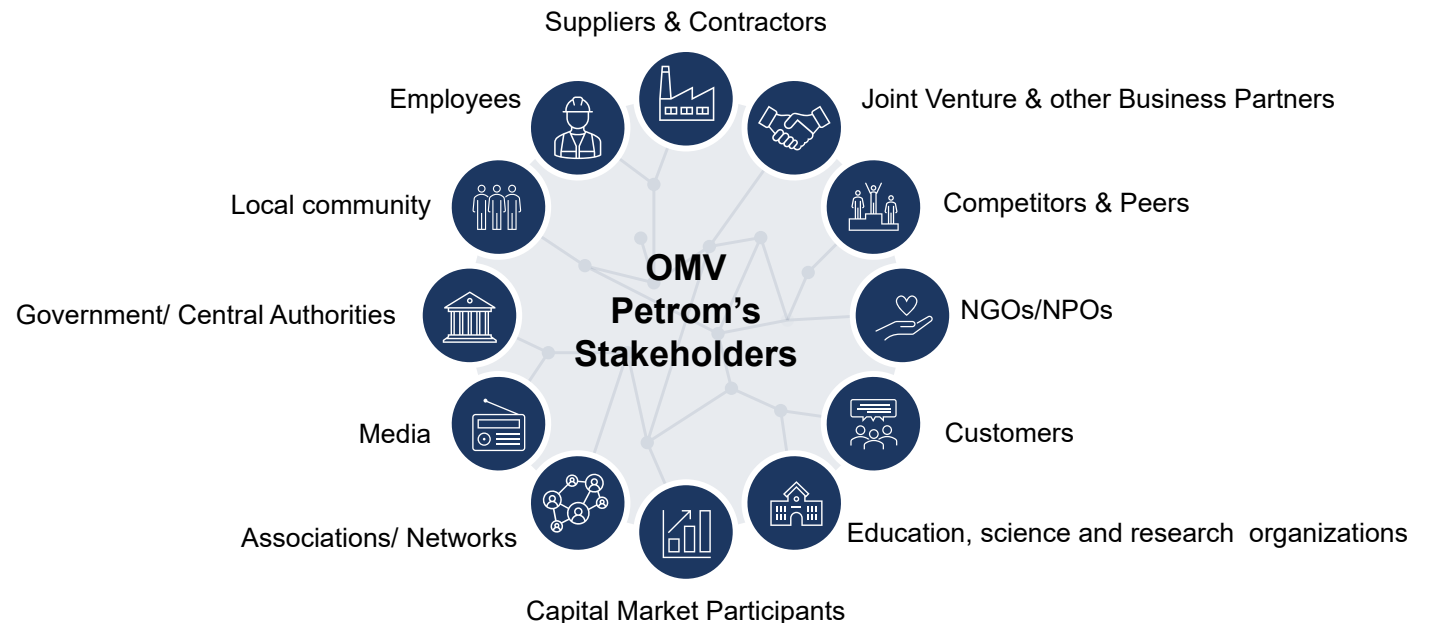 Suppliers & Contractors
Employees
Joint Venture & other Business Partners
Local community
Competitors & Peers
OMV
Petrom’s
Stakeholders
Government/ Central Authorities
NGOs/NPOs
Media
Customers
Associations/ Networks
Education, science and research  organizations
Capital Market Participants